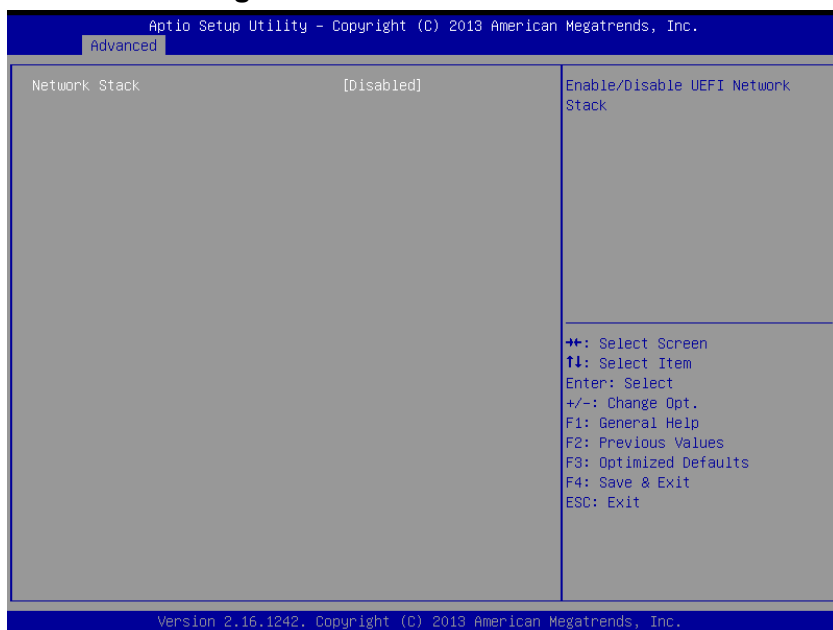 Aptio Setup Utility – Copyright (C) 2013 American Megatrends, Inc.
Advanced
Network Stack [Disabled]
Enable/Disable UEFI Network
Stack
→←: Select Screen
↑↓: Select Item
Enter: Select
+/-: Change Opt.
F1: General Help
F2: Previous Values
F3: Optimized Defaults
F4: Save & Exit
ESC: Exit
Version 2.16.1242. Copyright (C) 2013 American Megatrends, Inc.